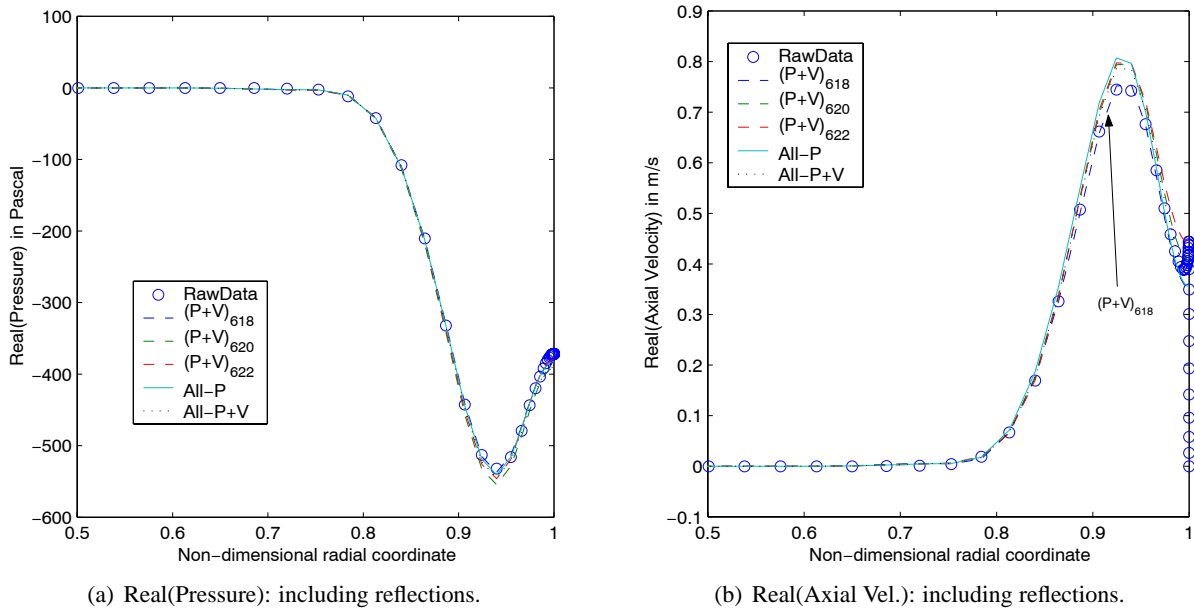 100
0
−100
−200
−300
−400
−500
−600
0.5
0.6
0.7
0.8
0.9
1
Real(Pressure) in Pascal
Non−dimensional radial coordinate
RawData
(P+V)618
(P+V)620
(P+V)622
All−P
All−P+V
(a) Real(Pressure): including reflections.
0.9
0.8
0.7
0.6
0.5
0.4
0.3
0.2
0.1
0
−0.1
0.5
0.6
0.7
0.8
0.9
1
Real(Axial Velocity) in m/s
Non−dimensional radial coordinate
RawData
(P+V)618
(P+V)620
(P+V)622
All−P
All−P+V
(P+V)618
(b) Real(Axial Vel.): including reflections.